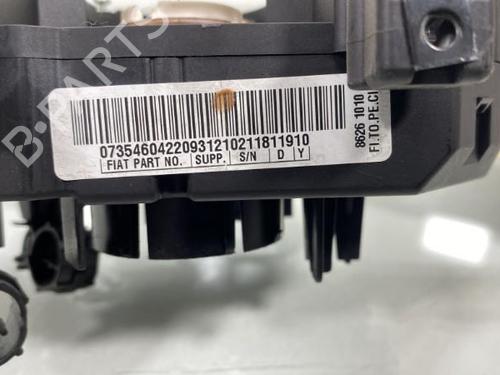 B-PARTS
07354604220931210211811910
FIAT PART NO. SUPP. S/N D Y
8626 1010
FI.TO.PE.CI